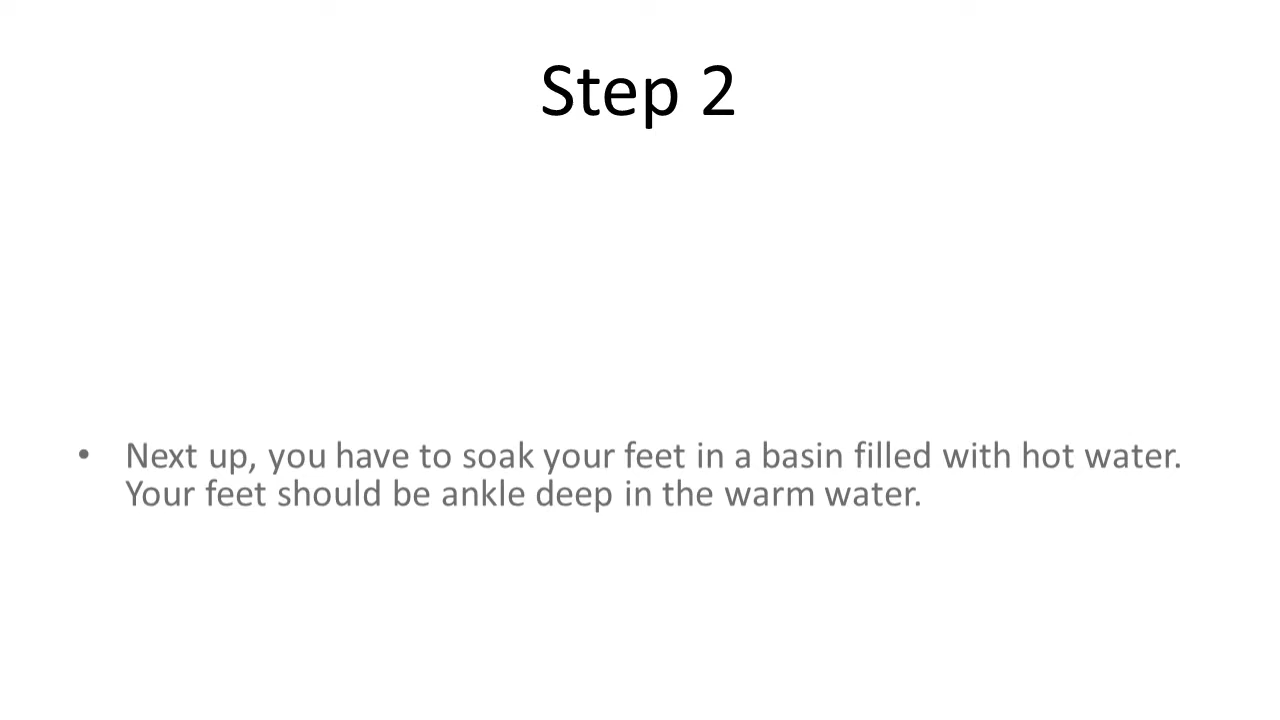 Step 2
• Next up, you have to soak your feet in a basin filled with hot water.
Your feet should be ankle deep in the warm water.